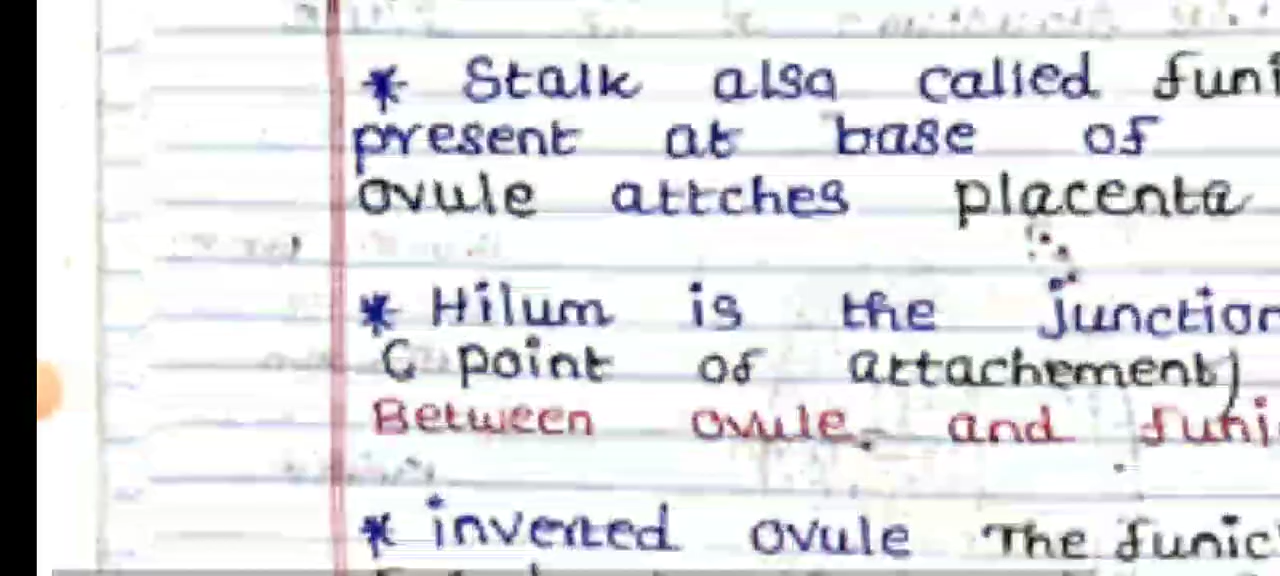 * Stalk also called funi
present at base of
ovule attches placenta
* Hilum is the junction
( point of attachement)
Between ovule, and funi
* inverted ovule The funic